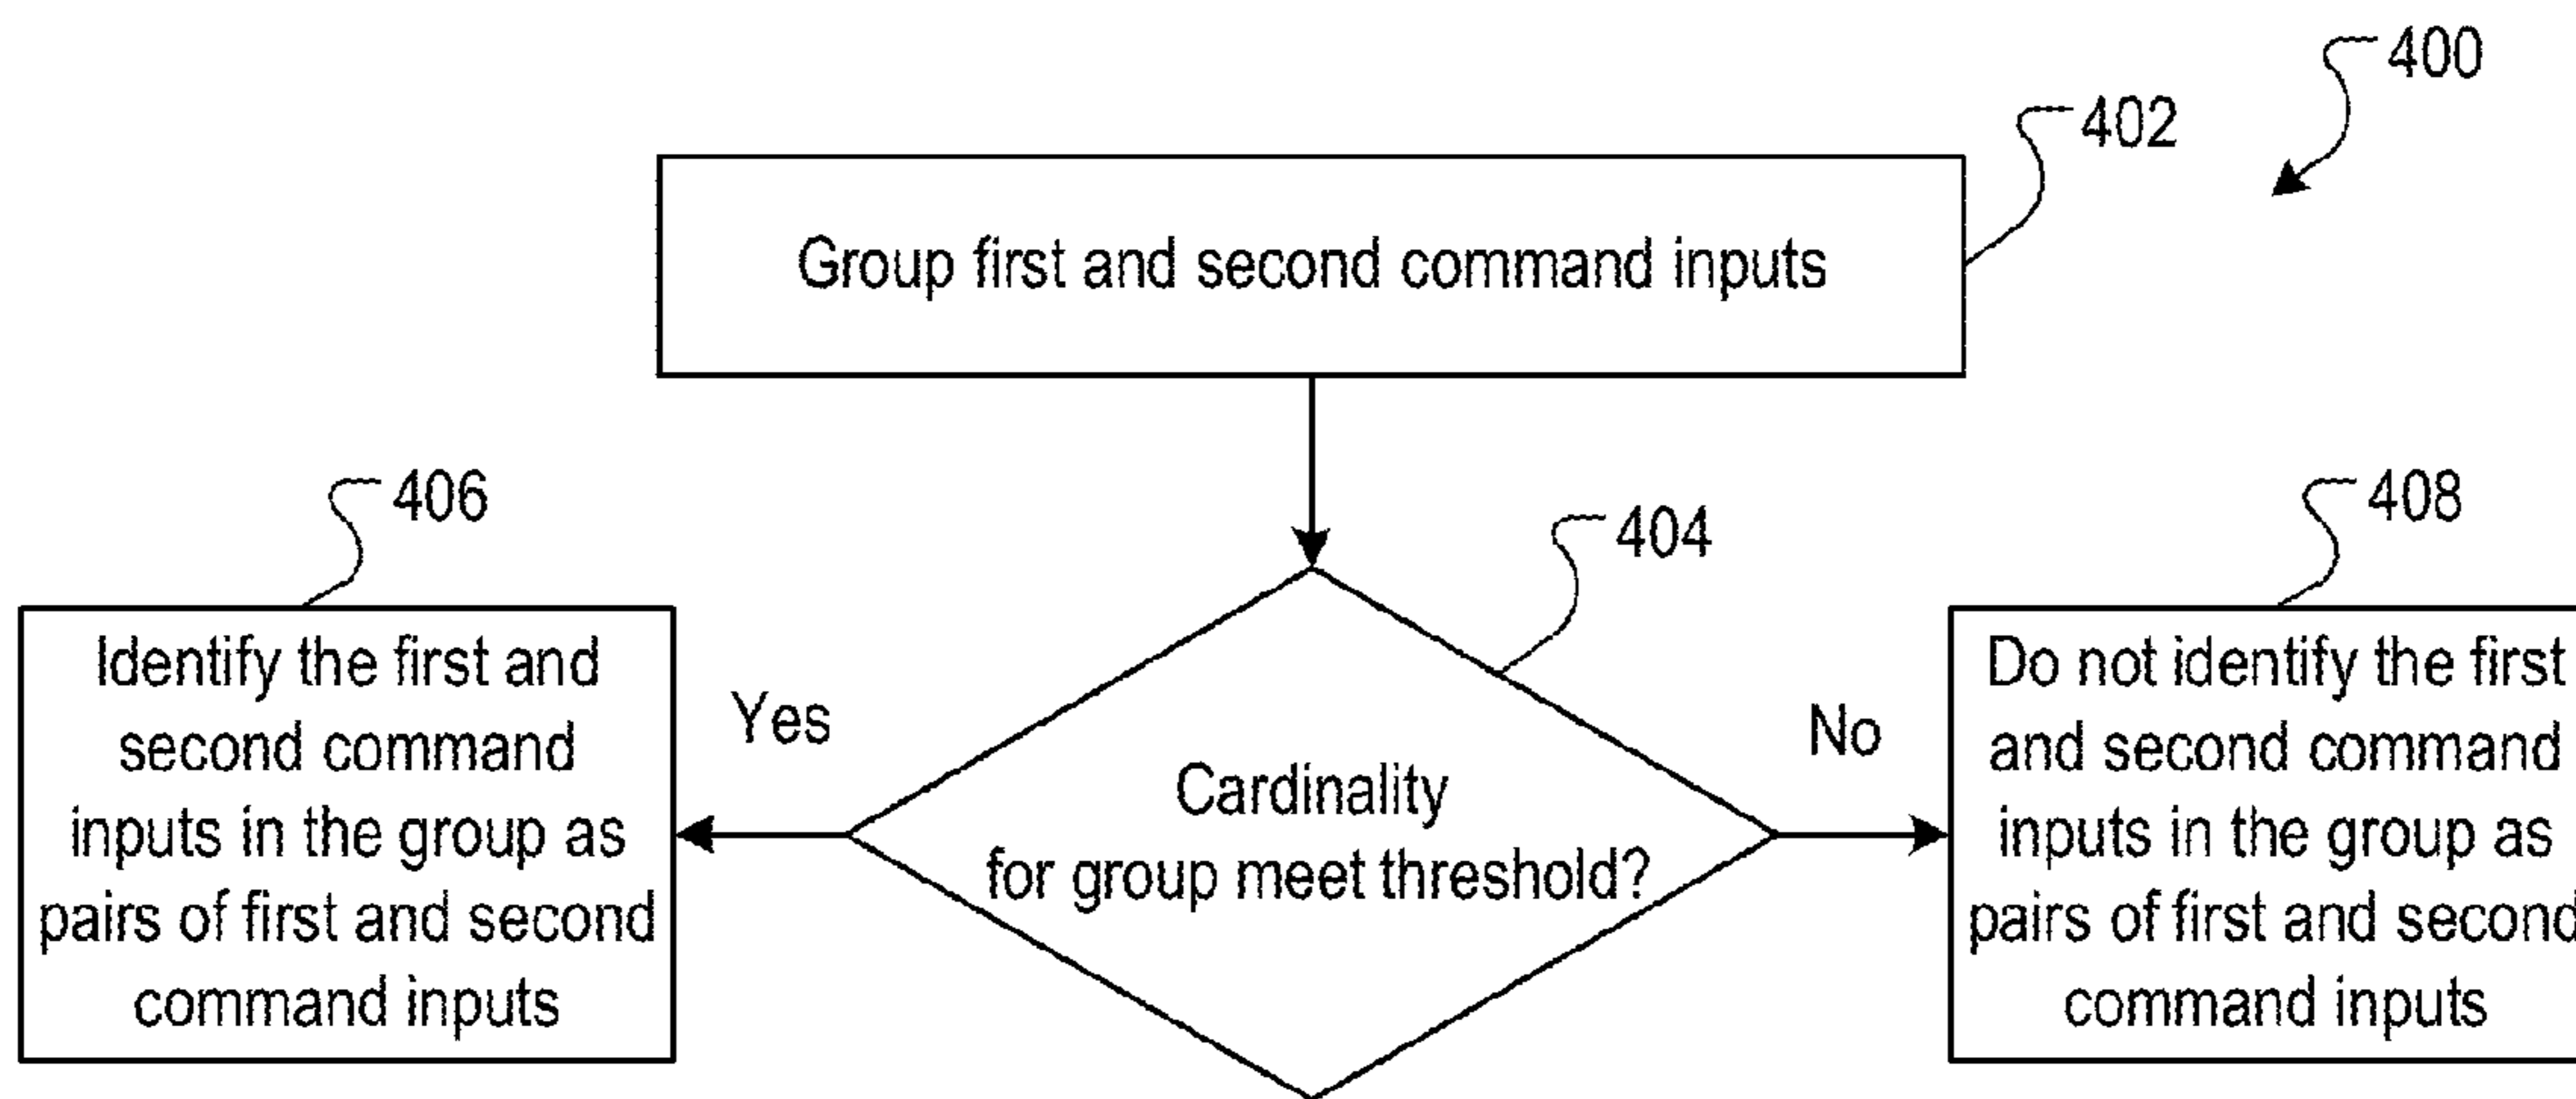 400
402
Group first and second command inputs
406
404
408
Identify the first and
second command
inputs in the group as
pairs of first and second
command inputs
Yes
Cardinality
for group meet threshold?
No
Do not identify the first
and second command
inputs in the group as
pairs of first and second
command inputs